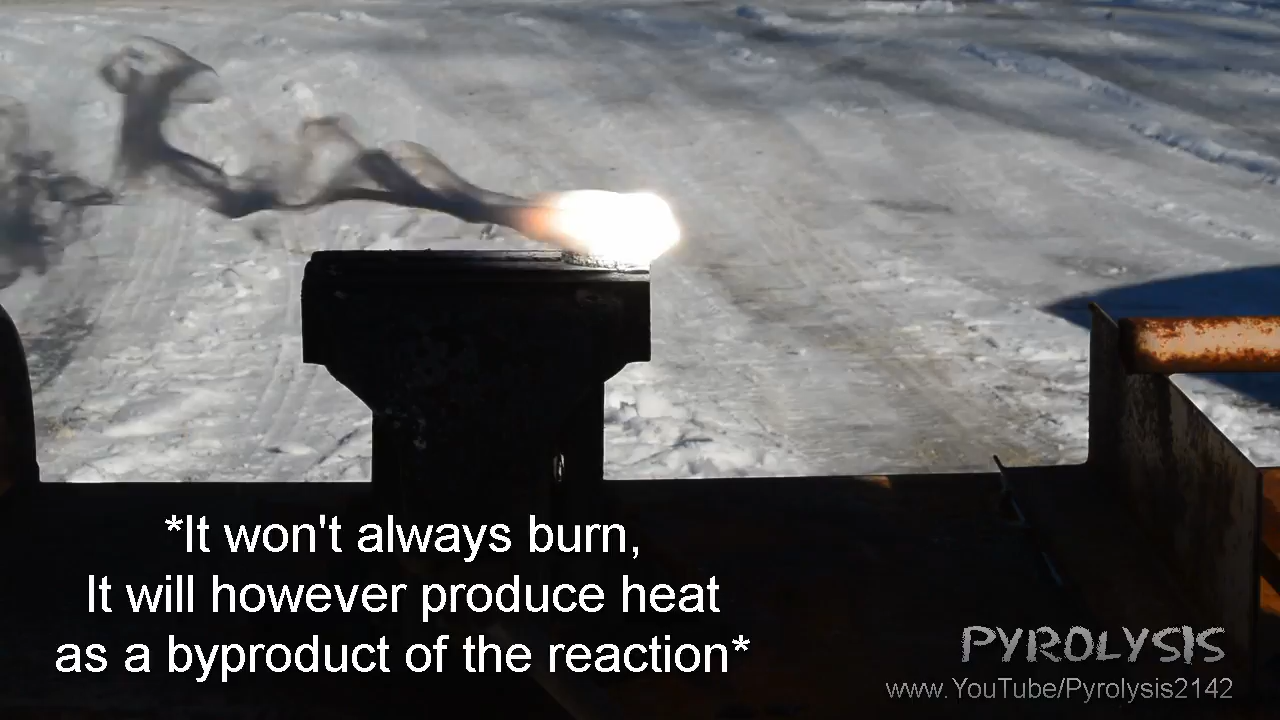 *It won't always burn,
It will however produce heat
as a byproduct of the reaction*
PYROLYSIS
www.YouTube/Pyrolysis2142